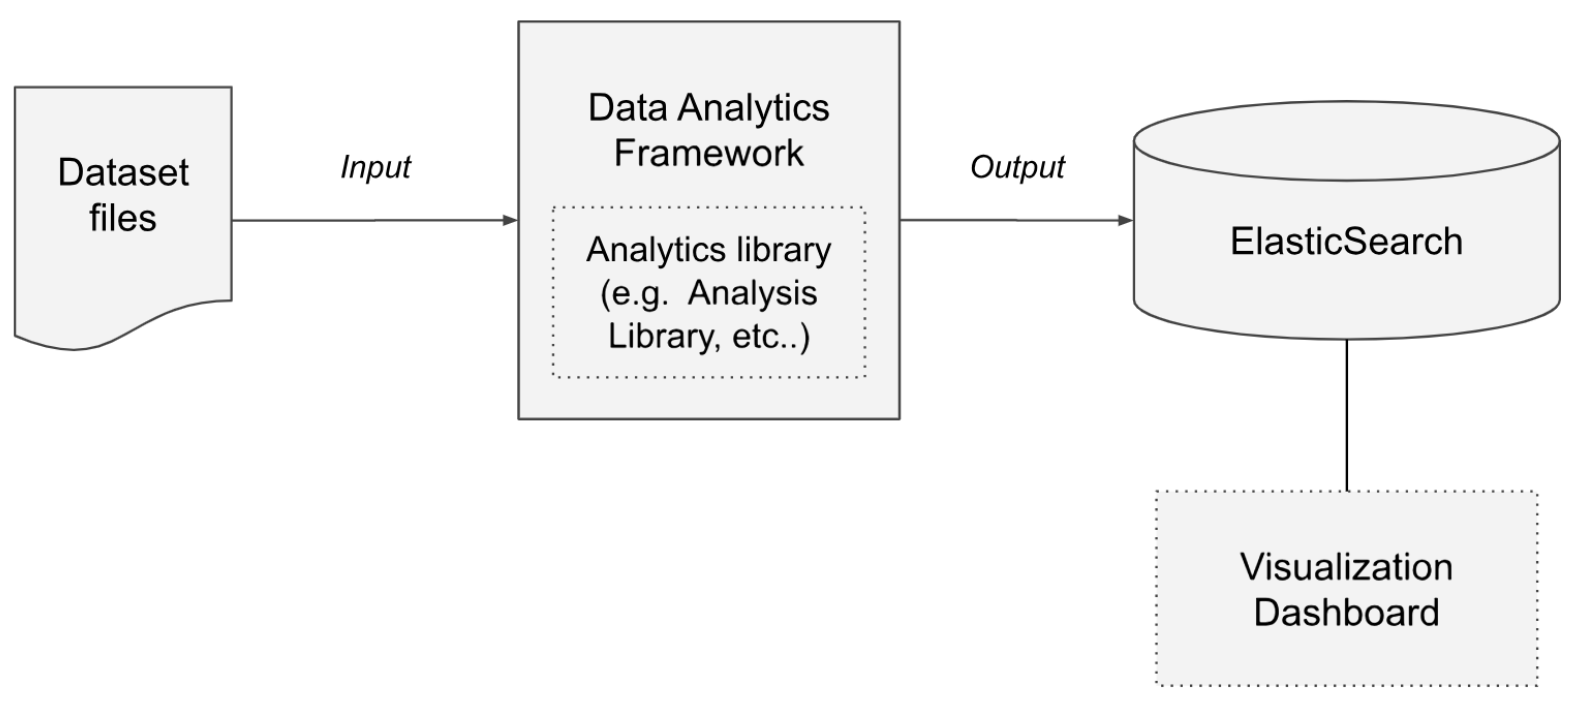 Dataset
files
Input
Data Analytics
Framework
Analytics library
(e.g.  Analysis
Library, etc..)
Output
ElasticSearch
Visualization
Dashboard